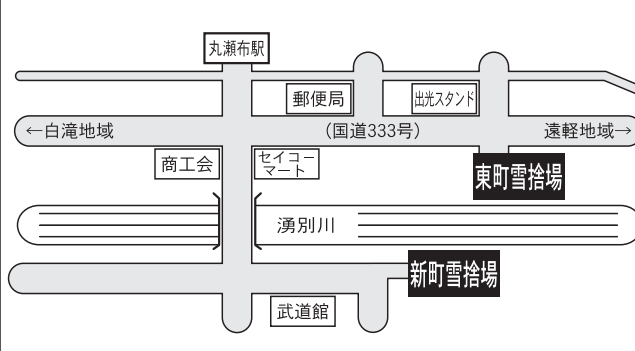 丸瀬布駅
郵便局
出光スタンド
←白滝地域
(国道333号)
遠軽地域→
商工会
セイコー
マート
東町雪捨場
湧別川
新町雪捨場
武道館